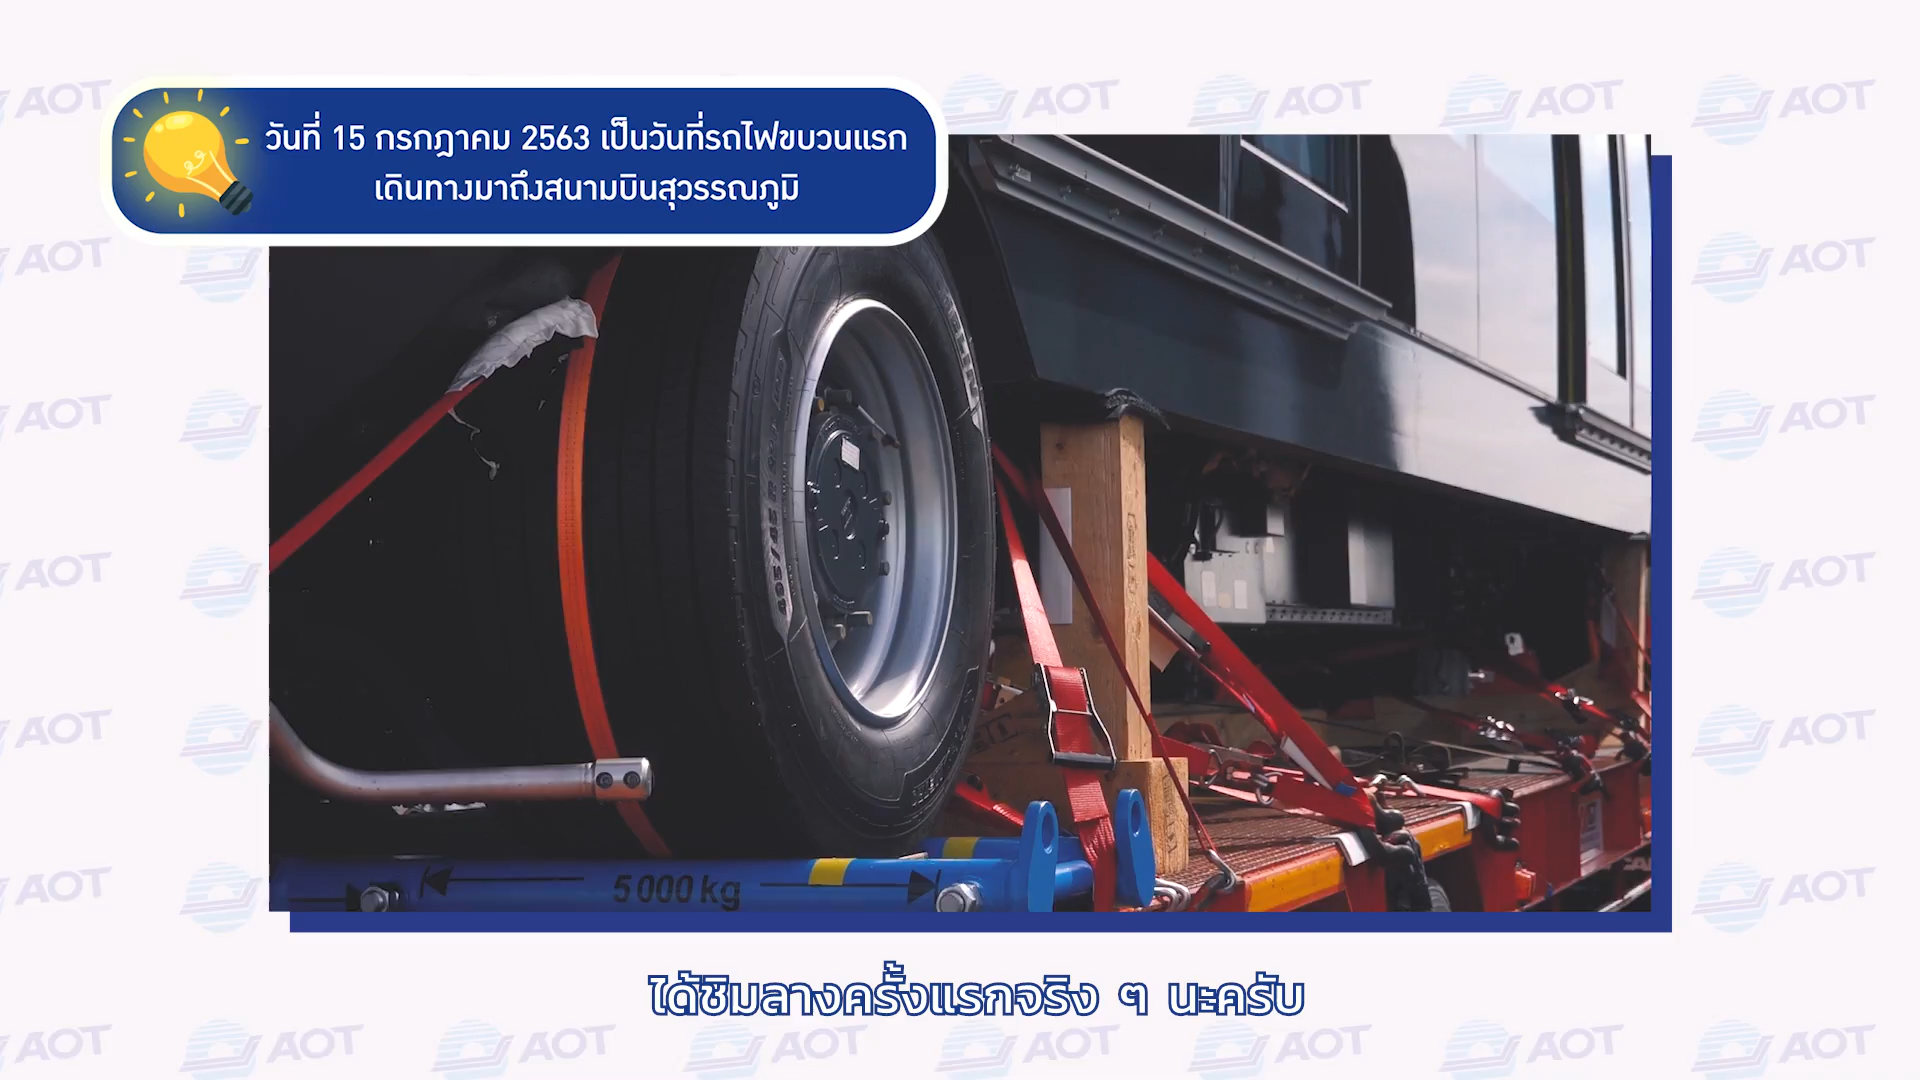 วันที่ 15 กรกฎาคม 2563 เป็นวันที่รถไฟขบวนแรก
เดินทางมาถึงสนามบินสุวรรณภูมิ
5000 kg
ได้ชิมลางครั้งแรกจริง ๆ นะครับ
AOT